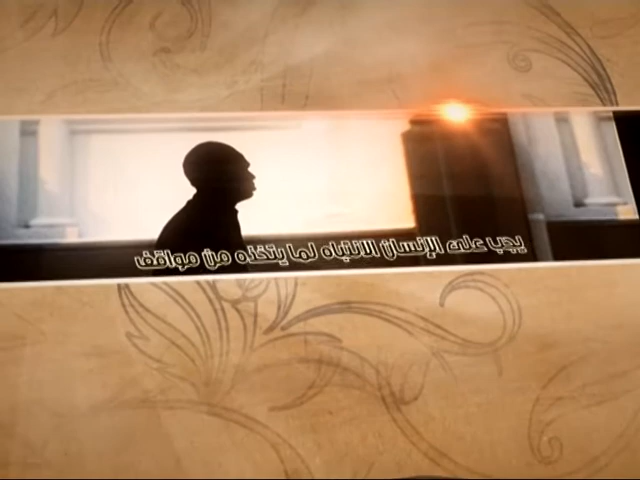 يجب على الإنسان الانتباه لما يتخذه من مواقف